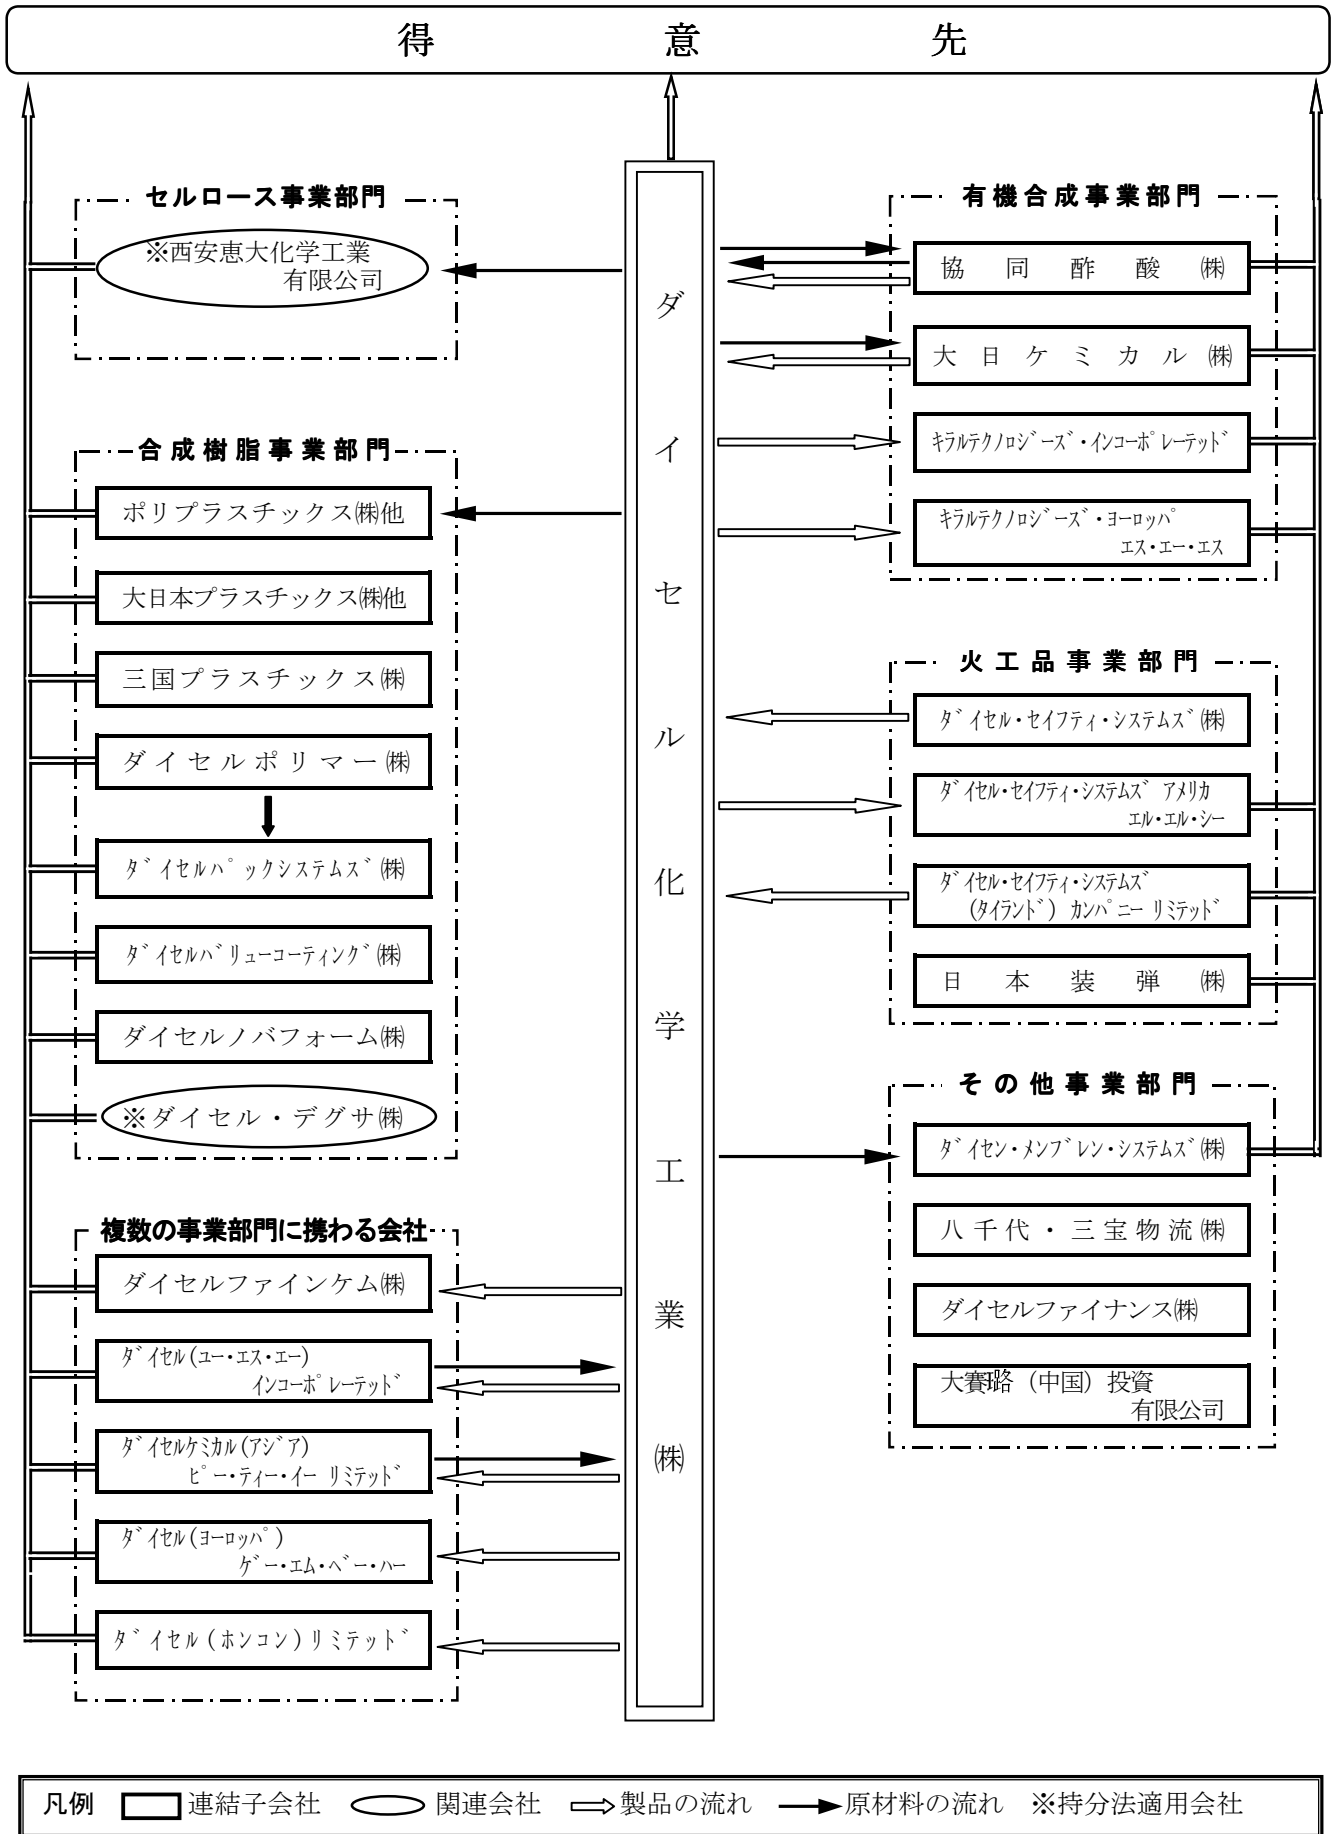 得意先
セルロース事業部門
※西安恵大化学工業
有限公司
合成樹脂事業部門
ポリプラスチックス㈱他
大日本プラスチックス㈱他
三国プラスチックス㈱
ダイセルポリマー㈱
ダイセルパックシステムズ㈱
ダイセルバリューコーティング㈱
ダイセルノバフォーム㈱
※ダイセル・デグサ㈱
複数の事業部門に携わる会社
ダイセルファインケム㈱
ダイセル(ユー・エス・エー)
インコーポレーテッド
ダイセルケミカル(アジア)
ピー・ティー・イー リミテッド
ダイセル(ヨーロッパ)
ゲー・エム・ベー・ハー
ダイセル(ホンコン)リミテッド
ダイセル化学工業㈱
有機合成事業部門
協同酢酸㈱
大日ケミカル㈱
キラルテクノロジーズ・インコーポレーテッド
キラルテクノロジーズ・ヨーロッパ
エス・エー・エス
火工品事業部門
ダイセル・セイフティ・システムズ㈱
ダイセル・セイフティ・システムズ アメリカ
エル・エル・シー
ダイセル・セイフティ・システムズ
(タイランド) カンパニー リミテッド
日本装弾㈱
その他事業部門
ダイセン・メンブレン・システムズ㈱
八千代・三宝物流㈱
ダイセルファイナンス㈱
大賽璐（中国）投資
有限公司
凡例 連結子会社 関連会社 製品の流れ 原材料の流れ ※持分法適用会社